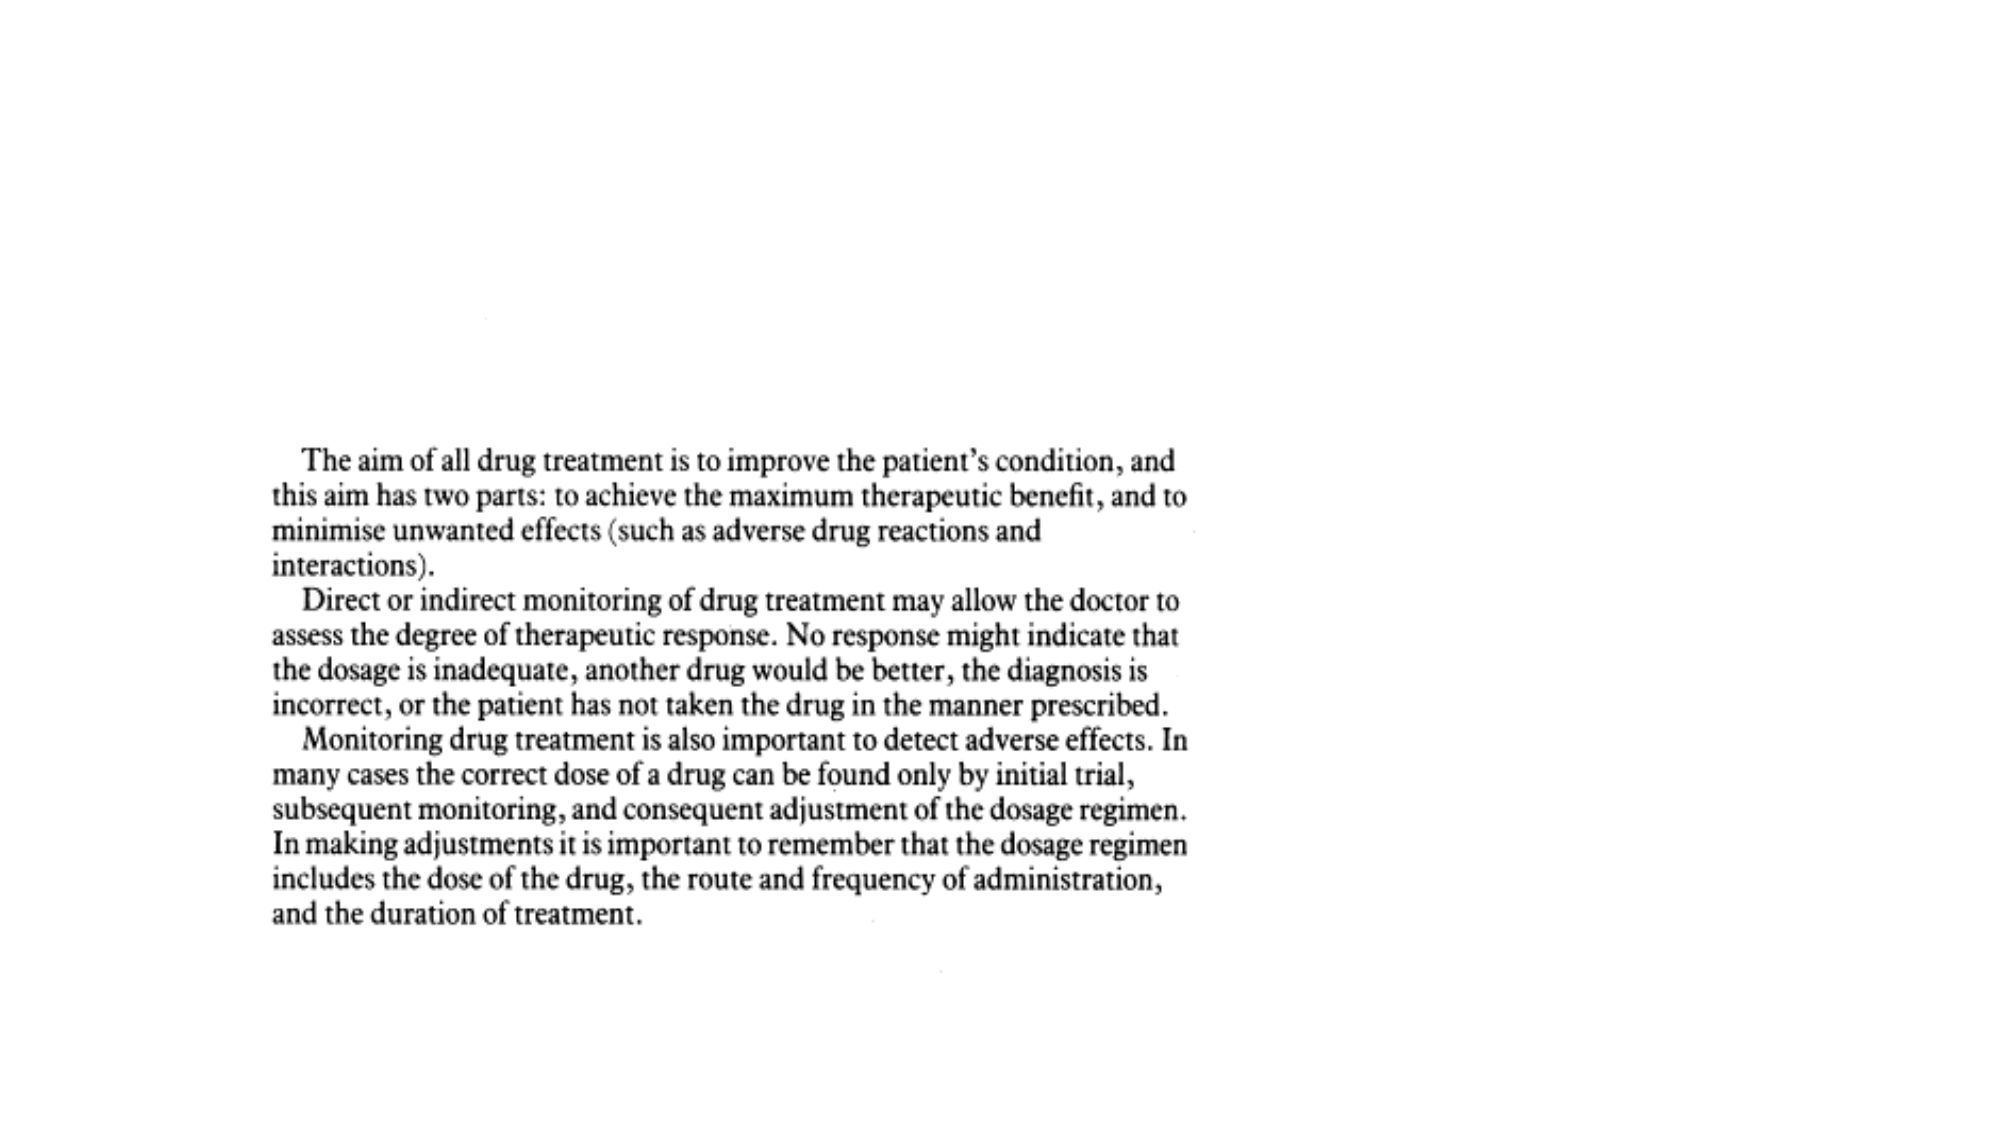 The aim of all drug treatment is to improve the patient's condition, and
this aim has two parts: to achieve the maximum therapeutic benefit, and to
minimise unwanted effects (such as adverse drug reactions and
interactions).
Direct or indirect monitoring of drug treatment may allow the doctor to
assess the degree of therapeutic response. No response might indicate that
the dosage is inadequate, another drug would be better, the diagnosis is
incorrect, or the patient has not taken the drug in the manner prescribed.
Monitoring drug treatment is also important to detect adverse effects. In
many cases the correct dose of a drug can be found only by initial trial,
subsequent monitoring, and consequent adjustment of the dosage regimen.
In making adjustments it is important to remember that the dosage regimen
includes the dose of the drug, the route and frequency of administration,
and the duration of treatment.